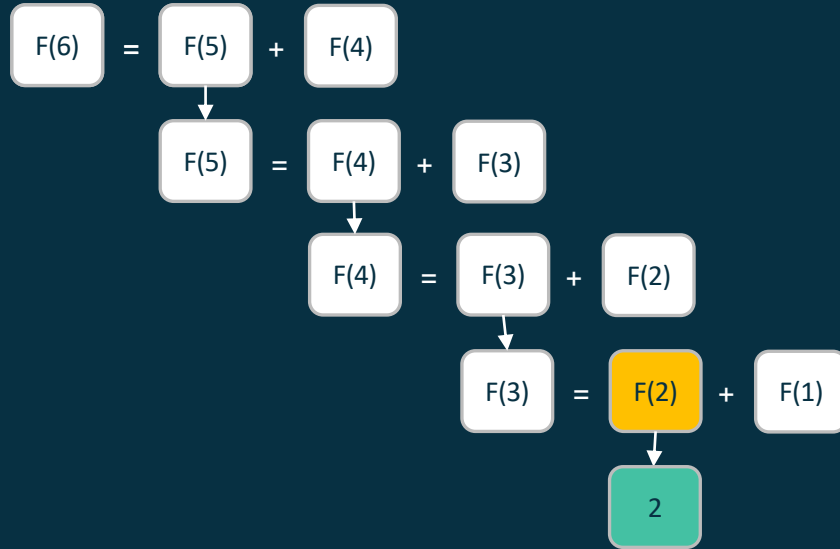 F(6) = F(5) + F(4)
F(5) = F(4) + F(3)
F(4) = F(3) + F(2)
F(3) = F(2) + F(1)
2